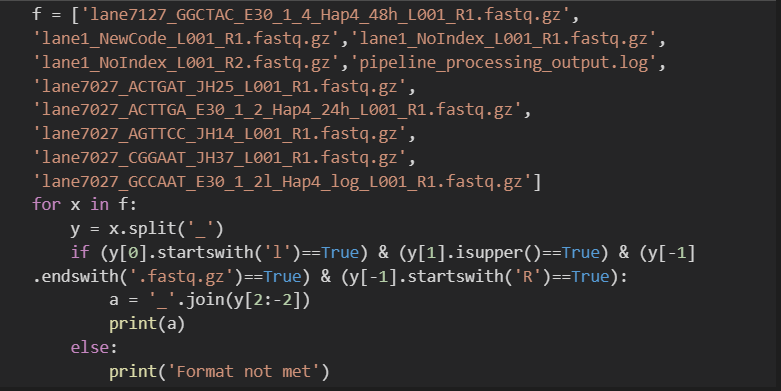 f = ['lane7127_GGCTAC_E30_1_4_Hap4_48h_L001_R1.fastq.gz',
'lane1_NewCode_L001_R1.fastq.gz','lane1_NoIndex_L001_R1.fastq.gz',
'lane1_NoIndex_L001_R2.fastq.gz','pipeline_processing_output.log',
'lane7027_ACTGAT_JH25_L001_R1.fastq.gz',
'lane7027_ACTTGA_E30_1_2_Hap4_24h_L001_R1.fastq.gz',
'lane7027_AGTTCC_JH14_L001_R1.fastq.gz',
'lane7027_CGGAAT_JH37_L001_R1.fastq.gz',
'lane7027_GCCAAT_E30_1_2l_Hap4_log_L001_R1.fastq.gz']
for x in f:
    y = x.split('_')
    if (y[0].startswith('l')==True) & (y[1].isupper()==True) & (y[-1]
.endswith('.fastq.gz')==True) & (y[-1].startswith('R')==True):
        a = '_'.join(y[2:-2])
        print(a)
    else:
        print('Format not met')